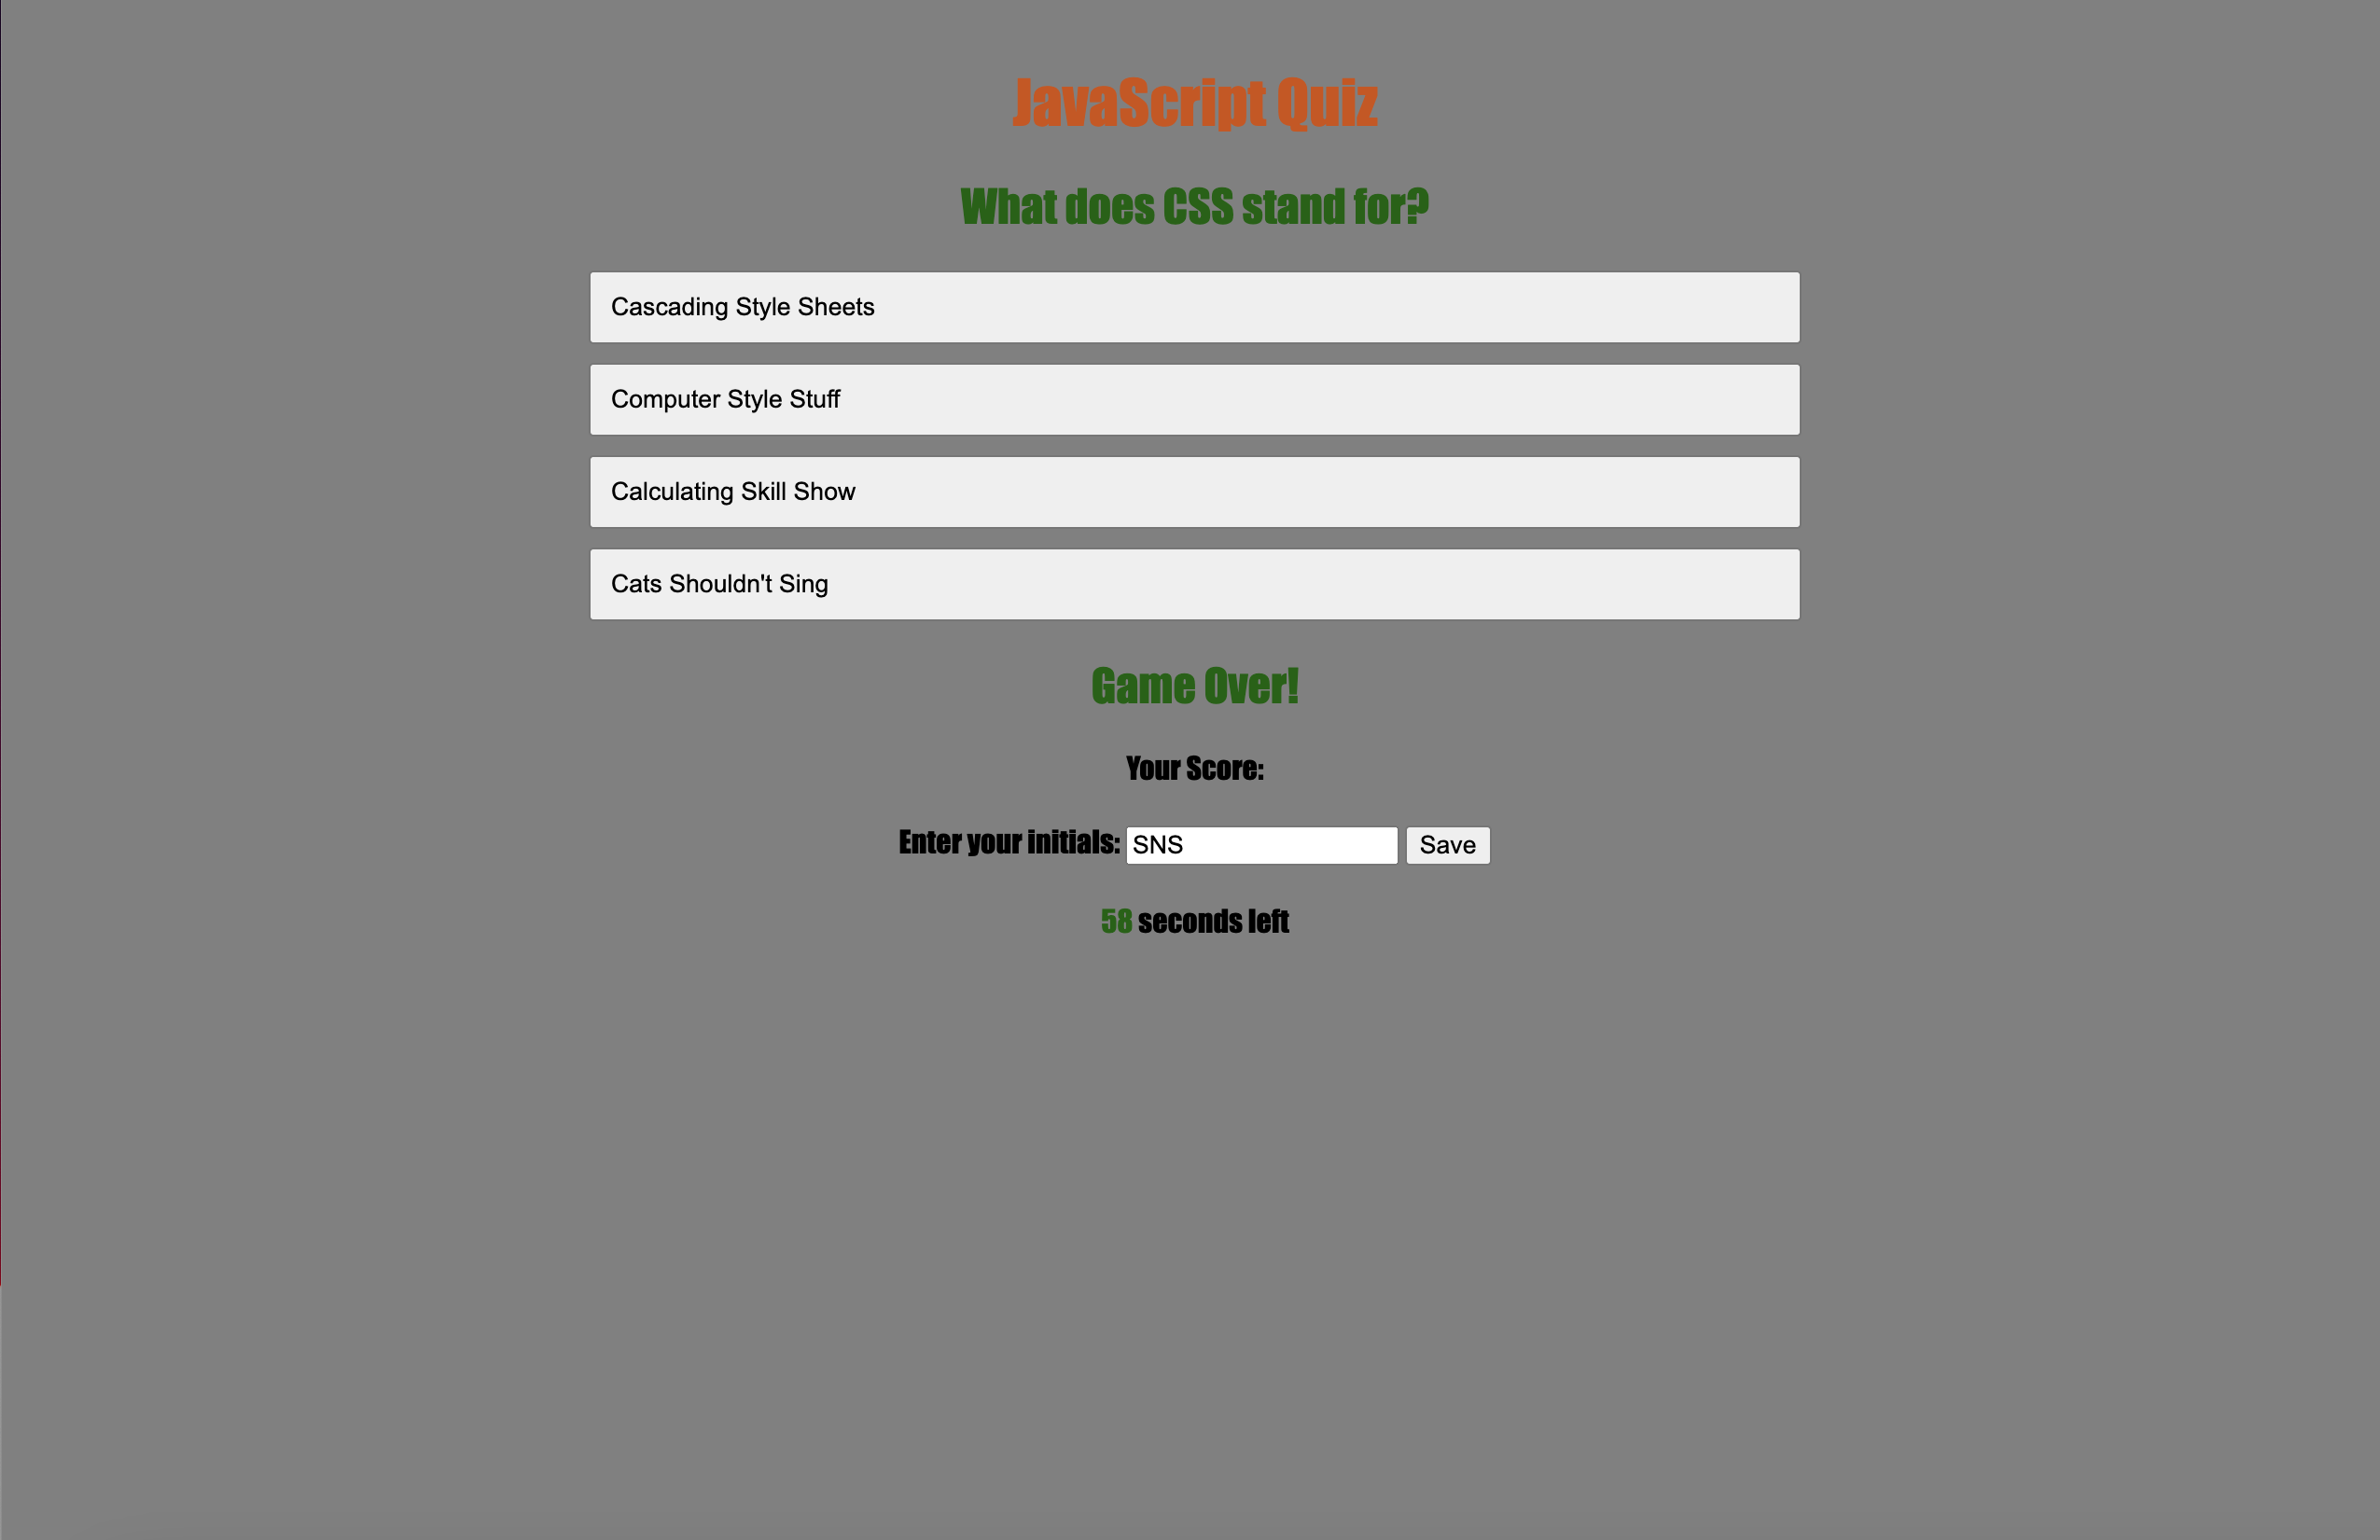 JavaScript Quiz
What does CSS stand for?
Cascading Style Sheets
Computer Style Stuff
Calculating Skill Show
Cats Shouldn't Sing
Game Over!
Your Score:
Enter your initials: SNS Save
58 seconds left